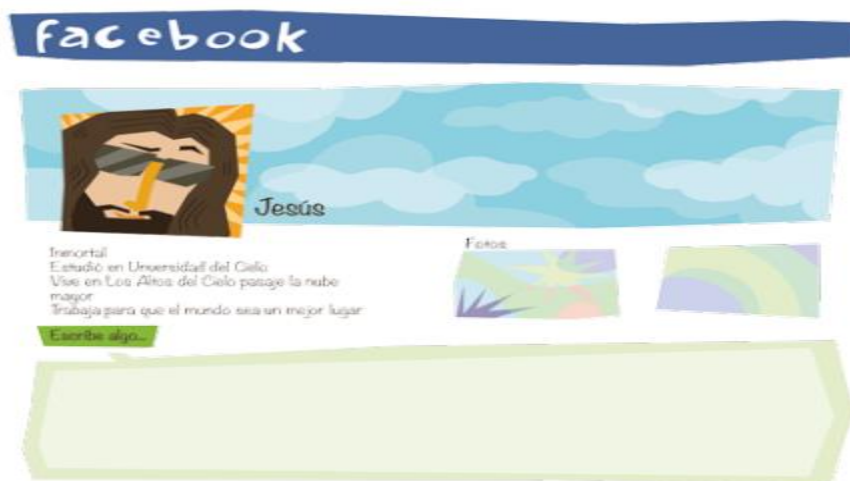 facebook
Jesús
Inmortal
Estudió en Unversidad del Cielo
Vive en Los Altos del Cielo pasaje la nube
mayor
Trabaja para que el mundo sea un mejor lugar
Fotos
Escribe algo...